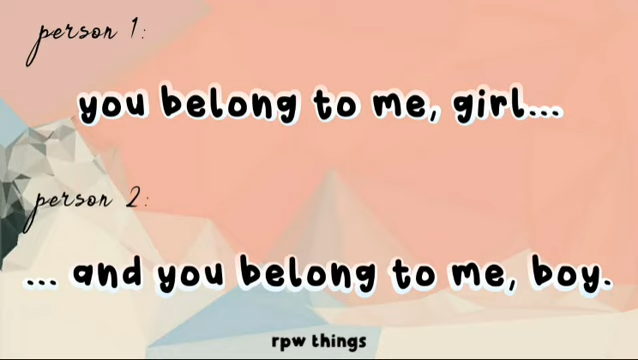 person 1:
you belong to me, girl...
person 2:
... and you belong to me, boy.
rpw things